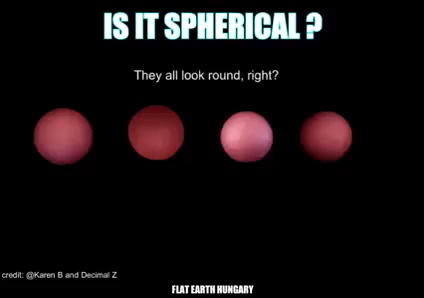 IS IT SPHERICAL ?
They all look round, right?
credit: @Karen B and Decimal Z
FLAT EARTH HUNGARY